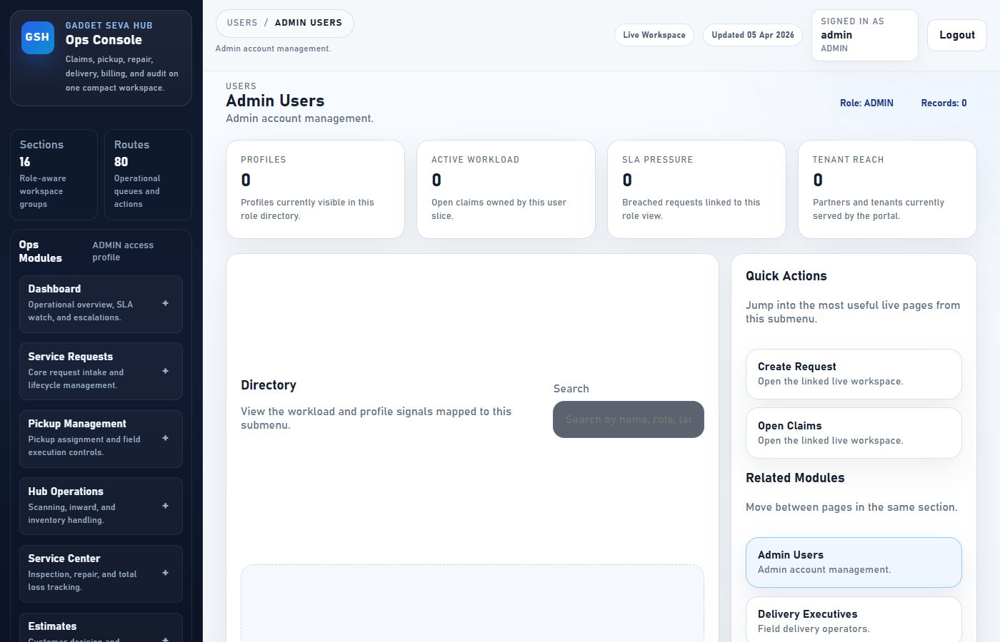 GSH
GADGET SEVA HUB
Ops Console
Claims, pickup, repair,
delivery, billing, and audit on
one compact workspace.
Sections
16
Role-aware
workspace
groups
Routes
80
Operational
queues and
actions
Ops
Modules
ADMIN access
profile
Dashboard
Operational overview, SLA
watch, and escalations.
+
Service Requests
Core request intake and
lifecycle management.
+
Pickup Management
Pickup assignment and field
execution controls.
+
Hub Operations
Scanning, inward, and
inventory handling.
+
Service Center
Inspection, repair, and total
loss tracking.
+
Estimates
Customer decision and
+
USERS / ADMIN USERS
Admin account management.
Live Workspace
Updated 05 Apr 2026
SIGNED IN AS
admin
ADMIN
Logout
USERS
Admin Users
Admin account management.
Role: ADMIN
Records: 0
PROFILES
0
Profiles currently visible in this
role directory.
ACTIVE WORKLOAD
0
Open claims owned by this user
slice.
SLA PRESSURE
0
Breached requests linked to this
role view.
TENANT REACH
0
Partners and tenants currently
served by the portal.
Directory
View the workload and profile signals mapped to this
submenu.
Search
Search by name, role, lar
Quick Actions
Jump into the most useful live pages from
this submenu.
Create Request
Open the linked live workspace.
Open Claims
Open the linked live workspace.
Related Modules
Move between pages in the same section.
Admin Users
Admin account management.
Delivery Executives
Field delivery operators.